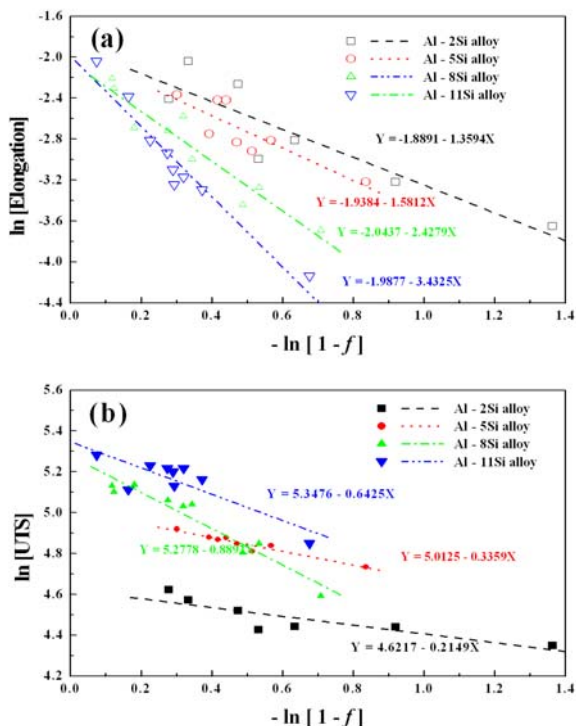 (a)
Al - 2Si alloy
Al - 5Si alloy
Al - 8Si alloy
Al - 11Si alloy
ln [Elongation]
-1.6
-2.0
-2.4
-2.8
-3.2
-3.6
-4.0
-4.4
Y = -1.8891 - 1.3594X
Y = -1.9384 - 1.5812X
Y = -2.0437 - 2.4279X
Y = -1.9877 - 3.4325X
0.0 0.2 0.4 0.6 0.8 1.0 1.2 1.4
- ln [ 1 - f ]
(b)
Al - 2Si alloy
Al - 5Si alloy
Al - 8Si alloy
Al - 11Si alloy
ln [UTS]
5.6
5.4
5.2
5.0
4.8
4.6
4.4
4.2
Y = 5.3476 - 0.6425X
Y = 5.2778 - 0.889
Y = 5.0125 - 0.3359X
Y = 4.6217 - 0.2149X
0.0 0.2 0.4 0.6 0.8 1.0 1.2 1.4
- ln [ 1 - f ]